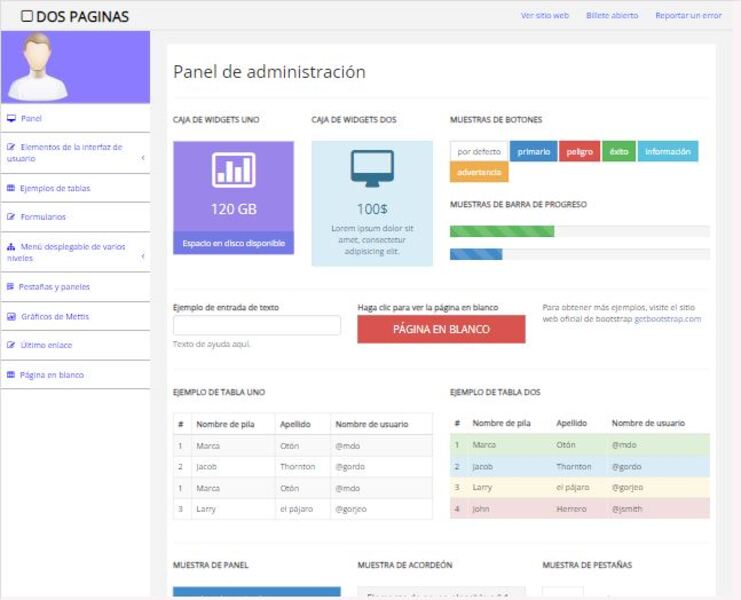 DOS PAGINAS
Ver sitio web Billete abierto Reportar un error
Panel
Elementos de la interfaz de
usuario
Ejemplos de tablas
Formularios
Menú desplegable de varios
niveles
Pestañas y paneles
Gráficos de Mettis
Último enlace
Página en blanco
Panel de administración
CAJA DE WIDGETS UNO
120 GB
Espacio en disco disponible
CAJA DE WIDGETS DOS
100$
Lorem ipsum dolor sit
amet, consectetur
adipisicing elit.
MUESTRAS DE BOTONES
por defecto primario peligro éxito información
advertencia
MUESTRAS DE BARRA DE PROGRESO
Ejemplo de entrada de texto
Texto de ayuda aquí.
Haga clic para ver la página en blanco
PÁGINA EN BLANCO
Para obtener más ejemplos, visite el sitio
web oficial de bootstrap getbootstrap.com
EJEMPLO DE TABLA UNO
# Nombre de pila Apellido Nombre de usuario
1 Marca Otón @mdo
2 Jacob Thornton @gordo
1 Marca Otón @mdo
3 Larry el pájaro @gorjeo
EJEMPLO DE TABLA DOS
# Nombre de pila Apellido Nombre de usuario
1 Marca Otón @mdo
2 Jacob Thornton @gordo
3 Larry el pájaro @gorjeo
4 John Herrero @jsmith
MUESTRA DE PANEL
MUESTRA DE ACORDEÓN
MUESTRA DE PESTAÑAS